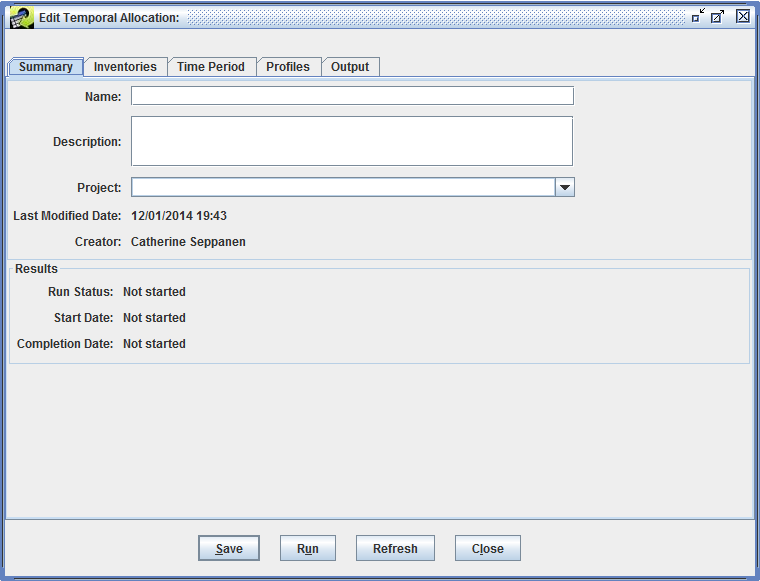 Edit Temporal Allocation:
Summary Inventories Time Period Profiles Output
Name:
Description:
Project:
Last Modified Date: 12/01/2014 19:43
Creator: Catherine Seppanen
Results
Run Status: Not started
Start Date: Not started
Completion Date: Not started
Save Run Refresh Close